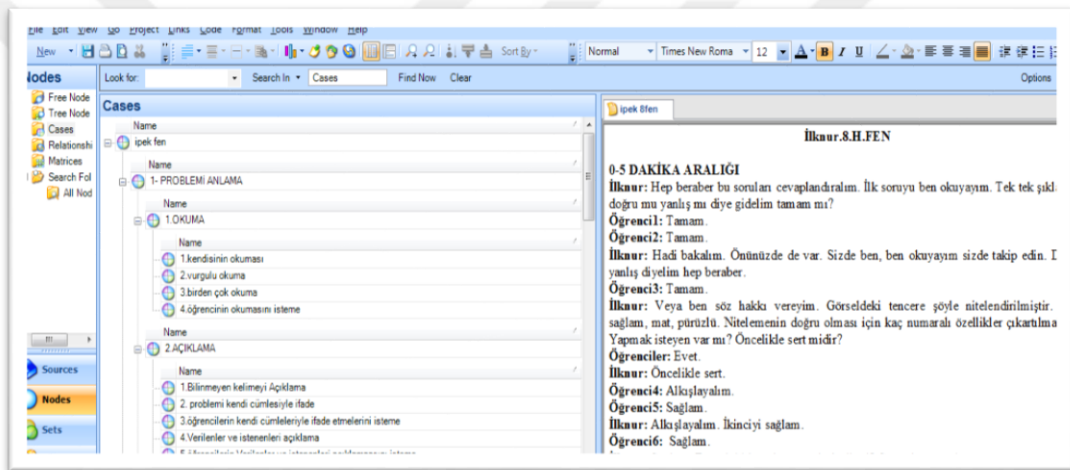 File Edit View Go Project Links Code Format Tools Window Help
New Sort By Normal Times New Roma 12 A B I U
Nodes
Look for: Search In Cases Find Now Clear Options
Free Node
Tree Node
Cases
Relationshi
Matrices
Search Fol
All Nod
Sources
Nodes
Sets
Cases
Name
ipek fen
Name
1- PROBLEMİ ANLAMA
Name
1.OKUMA
Name
1.kendisinin okuması
2.vurgulu okuma
3.birden çok okuma
4.öğrencinin okumasını isteme
Name
2.AÇIKLAMA
Name
1.Bilinmeyen kelimeyi Açıklama
2. problemi kendi cümlesiyle ifade
3.öğrencilerin kendi cümleleriyle ifade etmelerini isteme
4.Verilenler ve istenenleri açıklama
ipek 8fen
İlknur.8.H.FEN
0-5 DAKİKA ARALIĞI
İlknur: Hep beraber bu soruları cevaplandıralım. İlk soruyu ben okuyayım. Tek tek şıkl
doğru mu yanlış mı diye gidelim tamam mı?
Öğrenci1: Tamam.
Öğrenci2: Tamam.
İlknur: Hadi bakalım. Önünüzde de var. Sizde ben, ben okuyayım sizde takip edin.
yanlış diyelim hep beraber.
Öğrenci3: Tamam.
İlknur: Veya ben söz hakkı vereyim. Görseldeki tencere şöyle nitelendirilmiştir.
sağlam, mat, pürüzlü. Nitelemenin doğru olması için kaç numaralı özellikler çıkartılma
Yapmak isteyen var mı? Öncelikle sert midir?
Öğrenciler: Evet.
İlknur: Öncelikle sert.
Öğrenci4: Alkışlayalım.
Öğrenci5: Sağlam.
İlknur: Alkışlayalım. İkinciyi sağlam.
Öğrenci6: Sağlam.